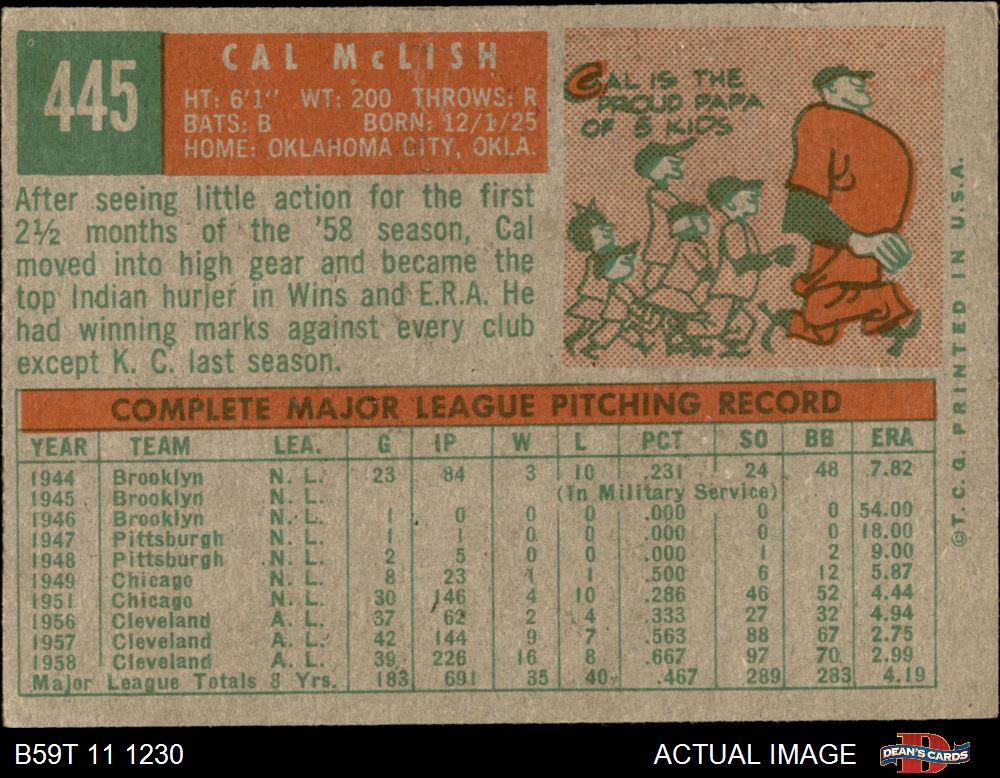 445
CAL McLISH
HT: 6'1" WT: 200 THROWS: R
BATS: B BORN: 12/1/25
HOME: OKLAHOMA CITY, OKLA.
CAL IS THE
PROUD PAPA
OF 5 KIDS
After seeing little action for the first
2½ months of the '58 season, Cal
moved into high gear and became the
top Indian hurler in Wins and E.R.A. He
had winning marks against every club
except K. C. last season.
COMPLETE MAJOR LEAGUE PITCHING RECORD
YEAR TEAM LEA. G IP W L PCT SO BB ERA
1944 Brooklyn N. L. 23 84 3 10 .231 24 48 7.82
1945 Brooklyn N. L. (In Military Service)
1946 Brooklyn N. L. 1 0 0 0 .000 0 0 54.00
1947 Pittsburgh N. L. 1 1 0 0 .000 0 0 18.00
1948 Pittsburgh N. L. 2 5 0 0 .000 1 2 9.00
1949 Chicago N. L. 8 23 1 1 .500 6 12 5.87
1951 Chicago N. L. 30 146 4 10 .286 46 52 4.44
1956 Cleveland A. L. 37 62 2 4 .333 27 32 4.94
1957 Cleveland A. L. 42 144 9 7 .563 88 67 2.75
1958 Cleveland A. L. 39 226 16 8 .667 97 70 2.99
Major League Totals 8 Yrs. 183 691 35 40 .467 289 283 4.19
©T. C. G. PRINTED IN U.S.A.
B59T 11 1230
ACTUAL IMAGE
DEAN'S CARDS